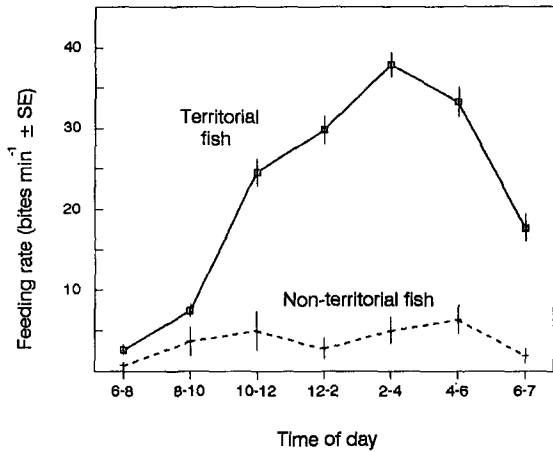 40
30
20
10
Feeding rate (bites min⁻¹ ± SE)
Territorial
fish
Non-territorial fish
6-8 8-10 10-12 12-2 2-4 4-6 6-7
Time of day